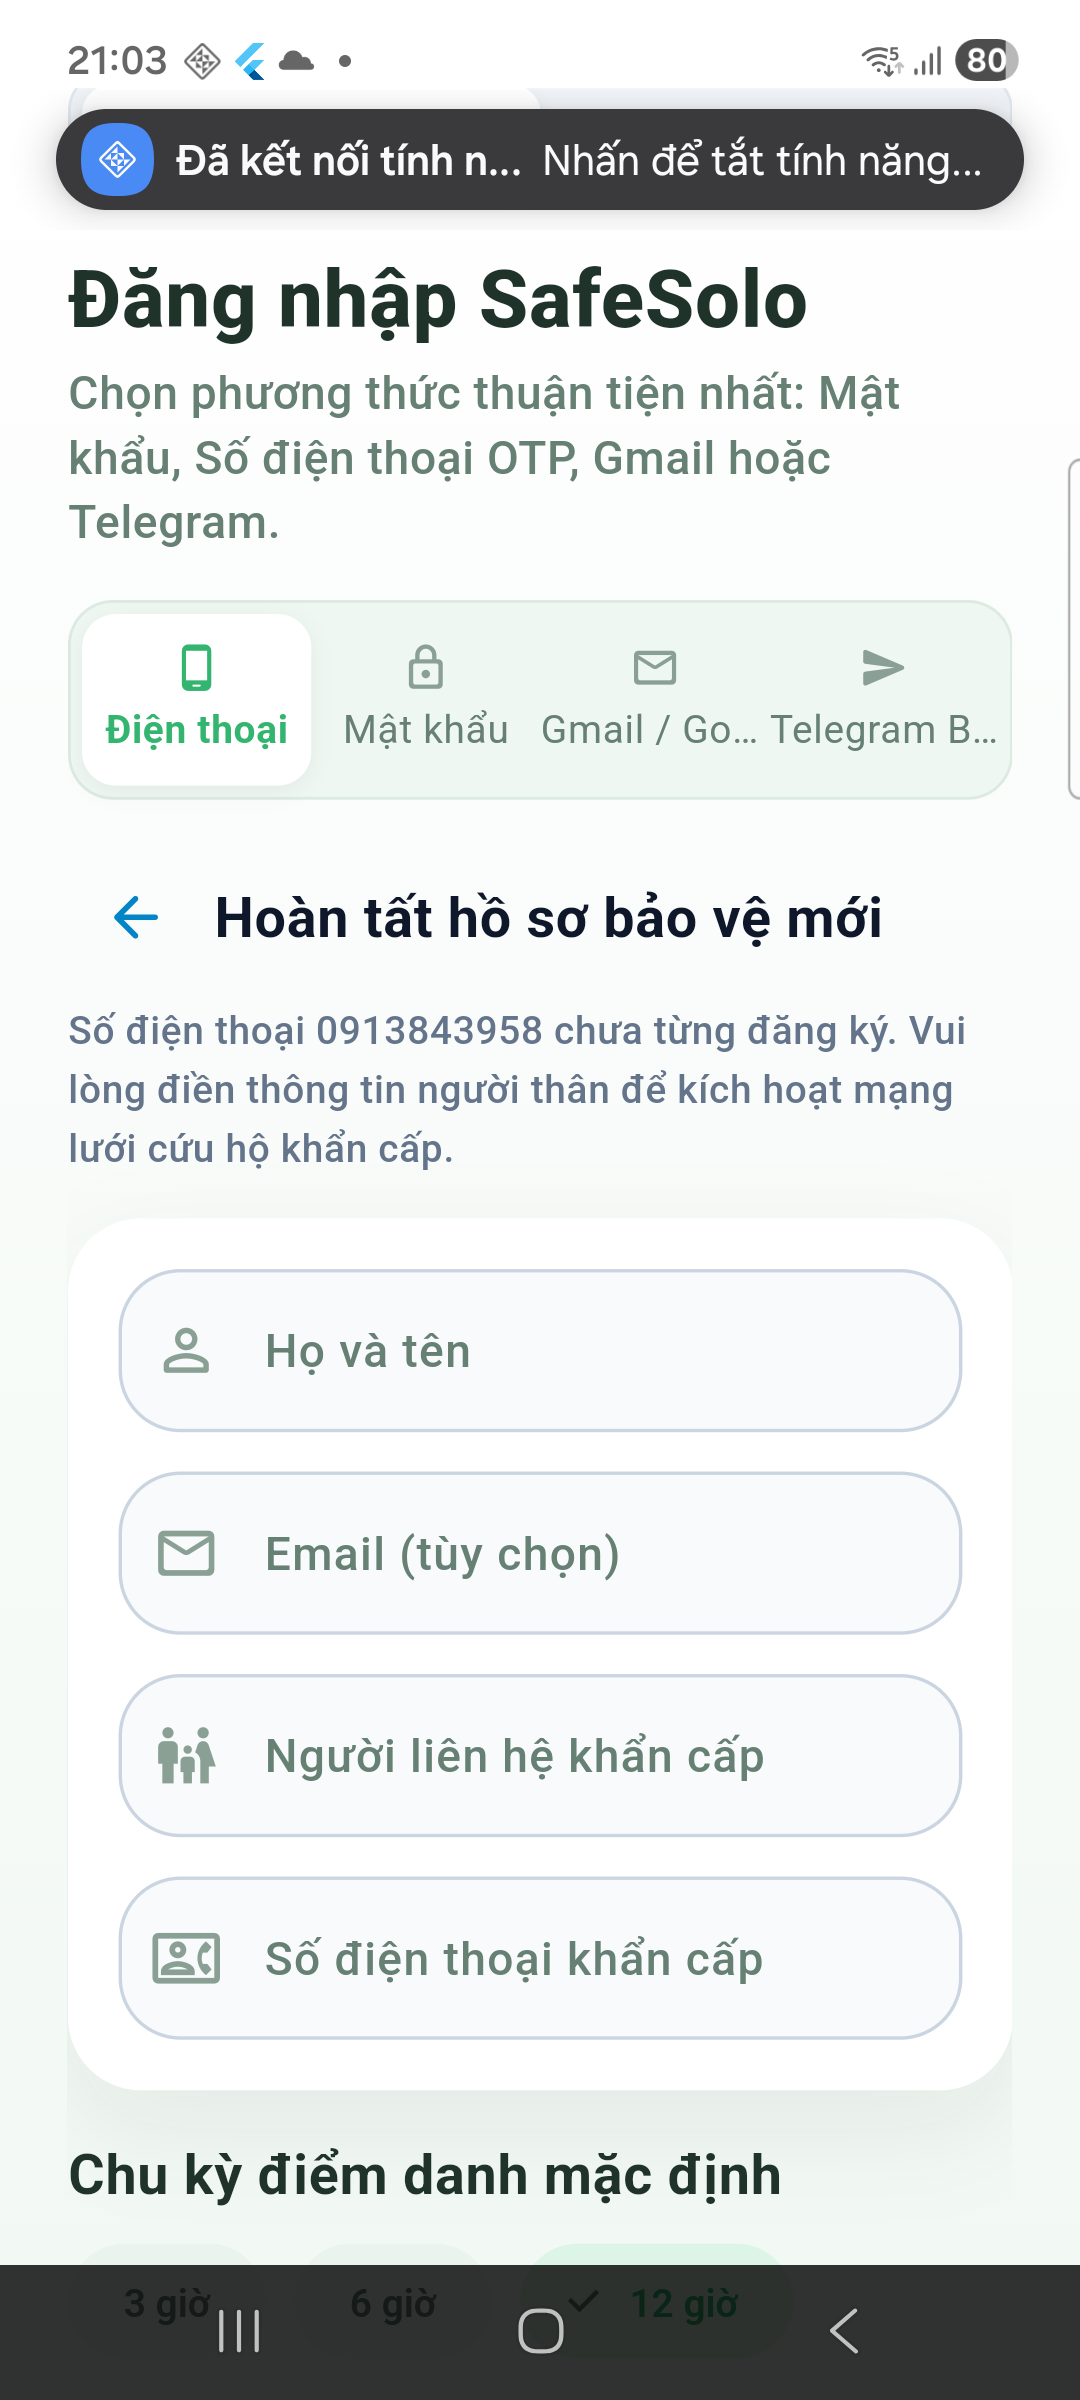 21:03
5
80
Đã kết nối tính n... Nhấn để tắt tính năng...
Đăng nhập SafeSolo
Chọn phương thức thuận tiện nhất: Mật
khẩu, Số điện thoại OTP, Gmail hoặc
Telegram.
Điện thoại
Mật khẩu
Gmail / Go...
Telegram B...
Hoàn tất hồ sơ bảo vệ mới
Số điện thoại 0913843958 chưa từng đăng ký. Vui
lòng điền thông tin người thân để kích hoạt mạng
lưới cứu hộ khẩn cấp.
Họ và tên
Email (tùy chọn)
Người liên hệ khẩn cấp
Số điện thoại khẩn cấp
Chu kỳ điểm danh mặc định
3 giờ
6 giờ
12 giờ